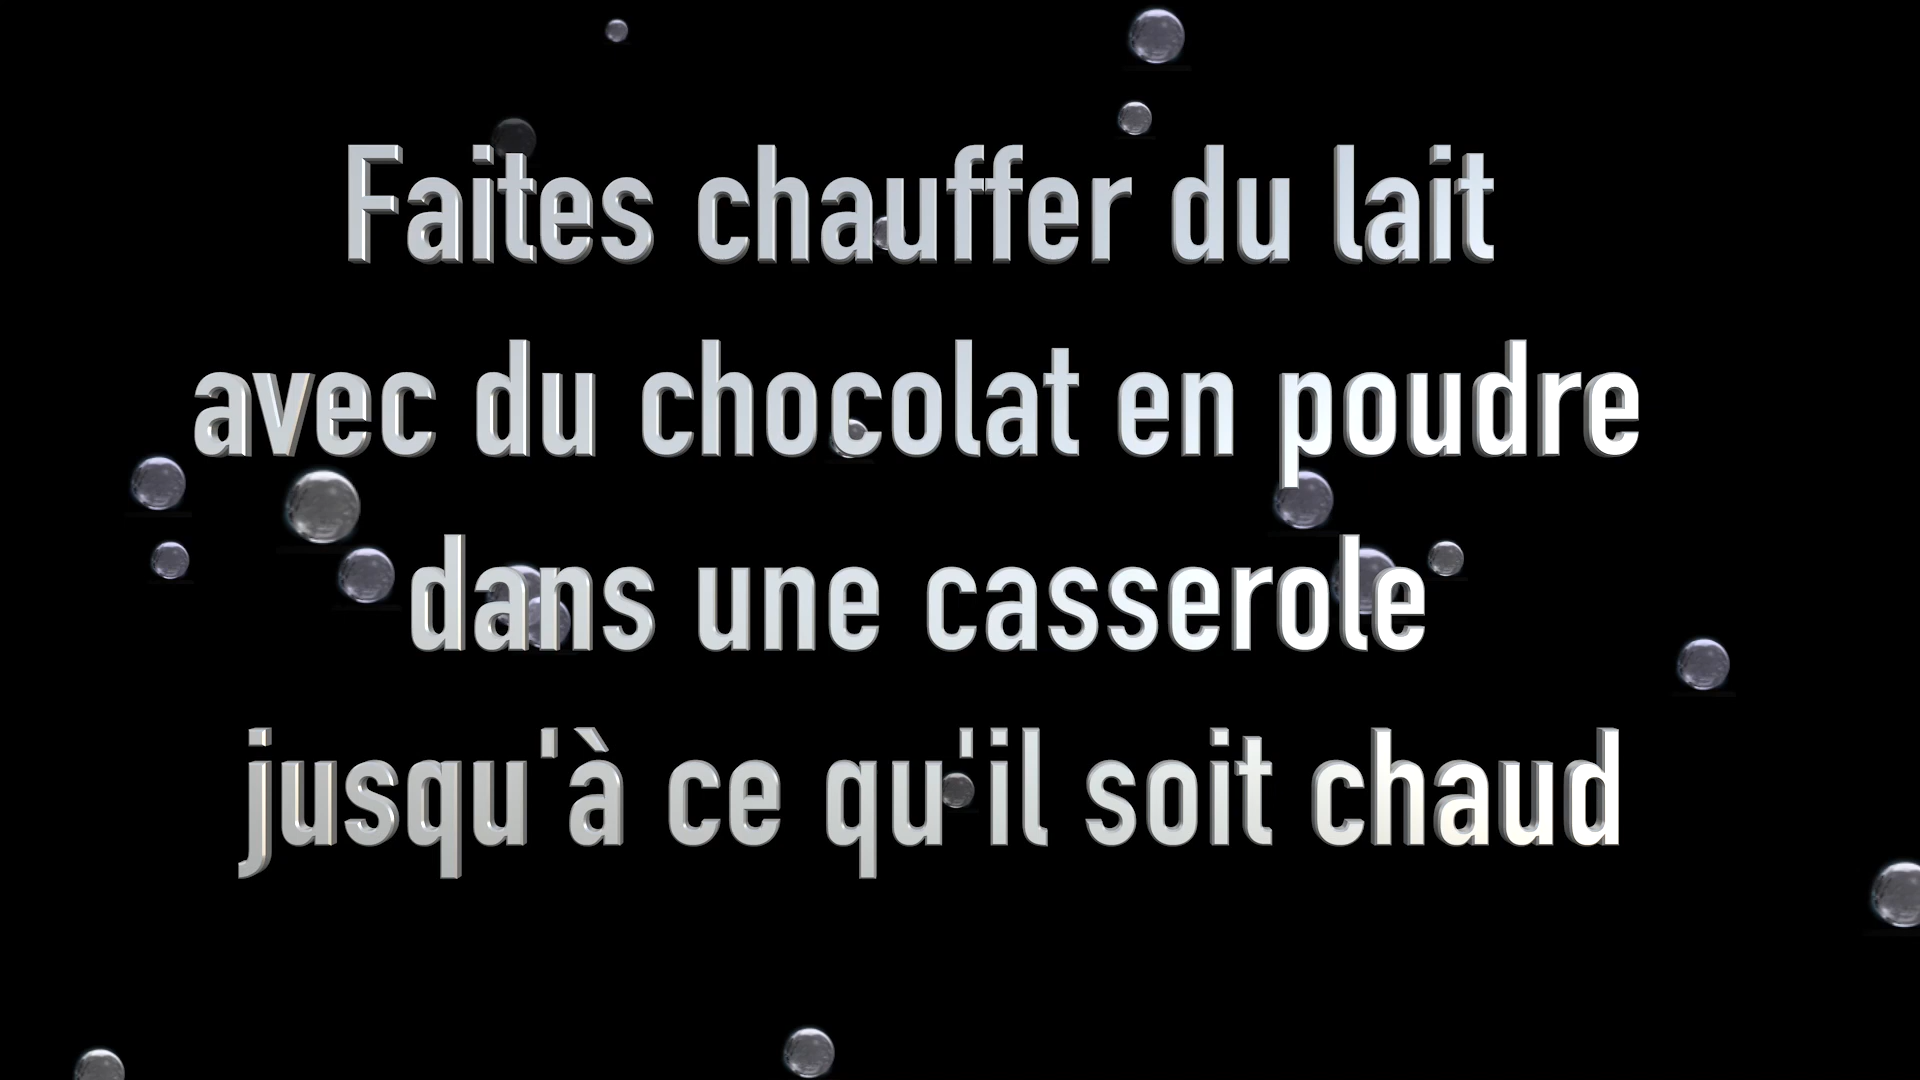 Faites chauffer du lait
avec du chocolat en poudre
dans une casserole
jusqu'à ce qu'il soit chaud